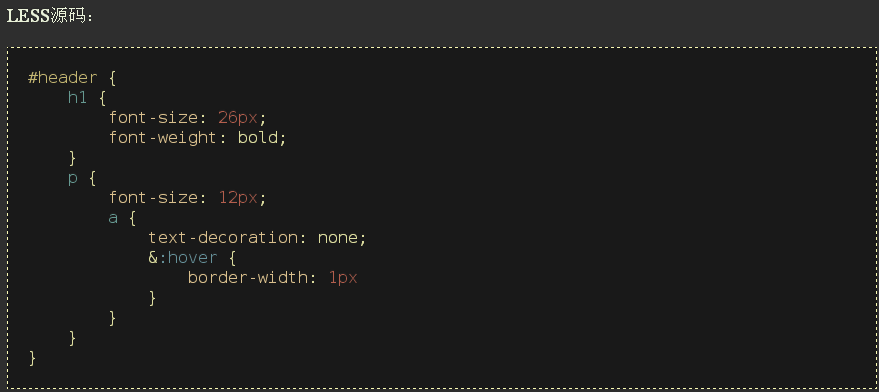 LESS源码：
#header {
    h1 {
        font-size: 26px;
        font-weight: bold;
    }
    p {
        font-size: 12px;
        a {
            text-decoration: none;
            &:hover {
                border-width: 1px
            }
        }
    }
}